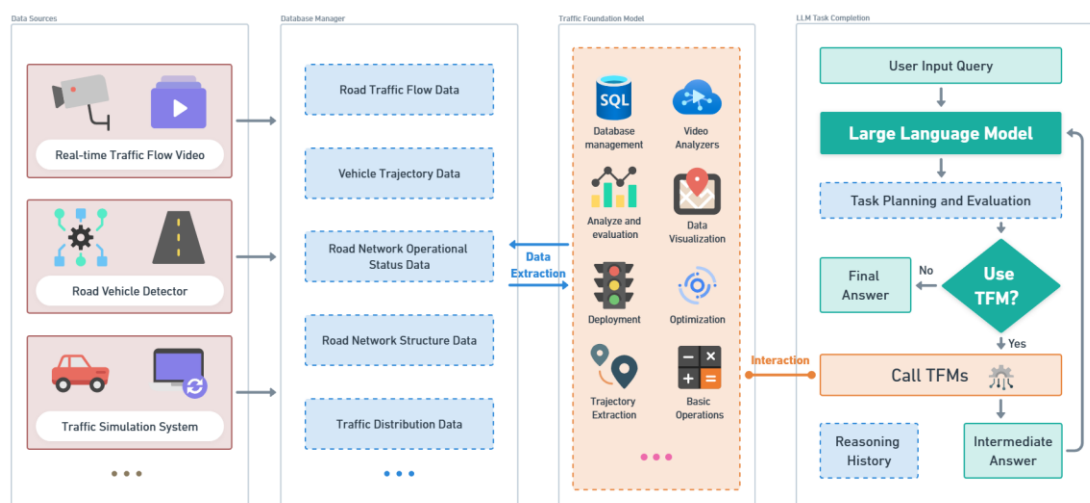 Data Sources
Real-time Traffic Flow Video
Road Vehicle Detector
Traffic Simulation System
Database Manager
Road Traffic Flow Data
Vehicle Trajectory Data
Road Network Operational
Status Data
Road Network Structure Data
Traffic Distribution Data
Data
Extraction
Traffic Foundation Model
SQL
Database
management
Video
Analyzers
Analyze and
evaluation
Data
Visualization
Deployment
Optimization
Trajectory
Extraction
Basic
Operations
Interaction
LLM Task Completion
User Input Query
Large Language Model
Task Planning and Evaluation
Use
TFM?
No
Final
Answer
Yes
Call TFMs
Reasoning
History
Intermediate
Answer